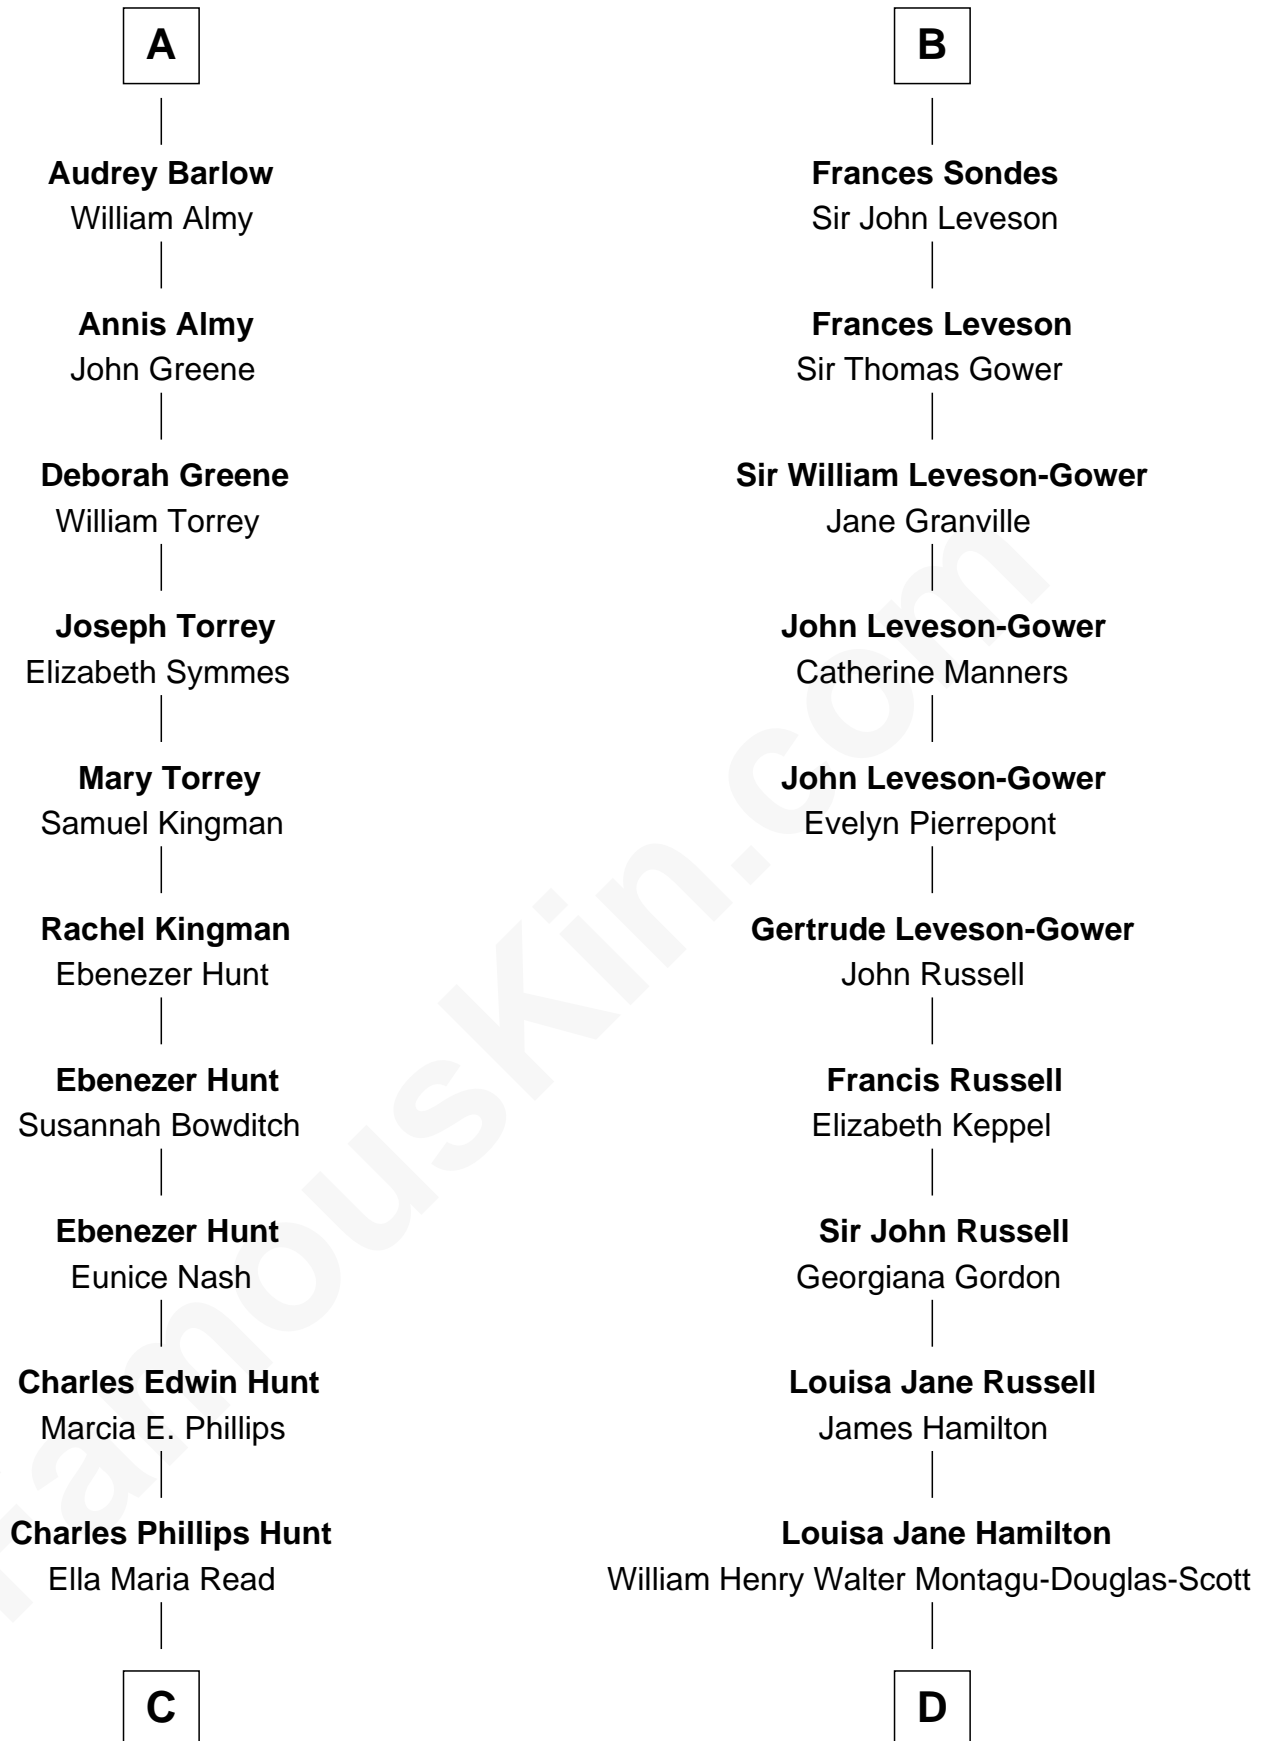 A
Audrey Barlow
William Almy
Annis Almy
John Greene
Deborah Greene
William Torrey
Joseph Torrey
Elizabeth Symmes
Mary Torrey
Samuel Kingman
Rachel Kingman
Ebenezer Hunt
Ebenezer Hunt
Susannah Bowditch
Ebenezer Hunt
Eunice Nash
Charles Edwin Hunt
Marcia E. Phillips
Charles Phillips Hunt
Ella Maria Read
C
B
Frances Sondes
Sir John Leveson
Frances Leveson
Sir Thomas Gower
Sir William Leveson-Gower
Jane Granville
John Leveson-Gower
Catherine Manners
John Leveson-Gower
Evelyn Pierrepont
Gertrude Leveson-Gower
John Russell
Francis Russell
Elizabeth Keppel
Sir John Russell
Georgiana Gordon
Louisa Jane Russell
James Hamilton
Louisa Jane Hamilton
William Henry Walter Montagu-Douglas-Scott
D
FamousKin.com